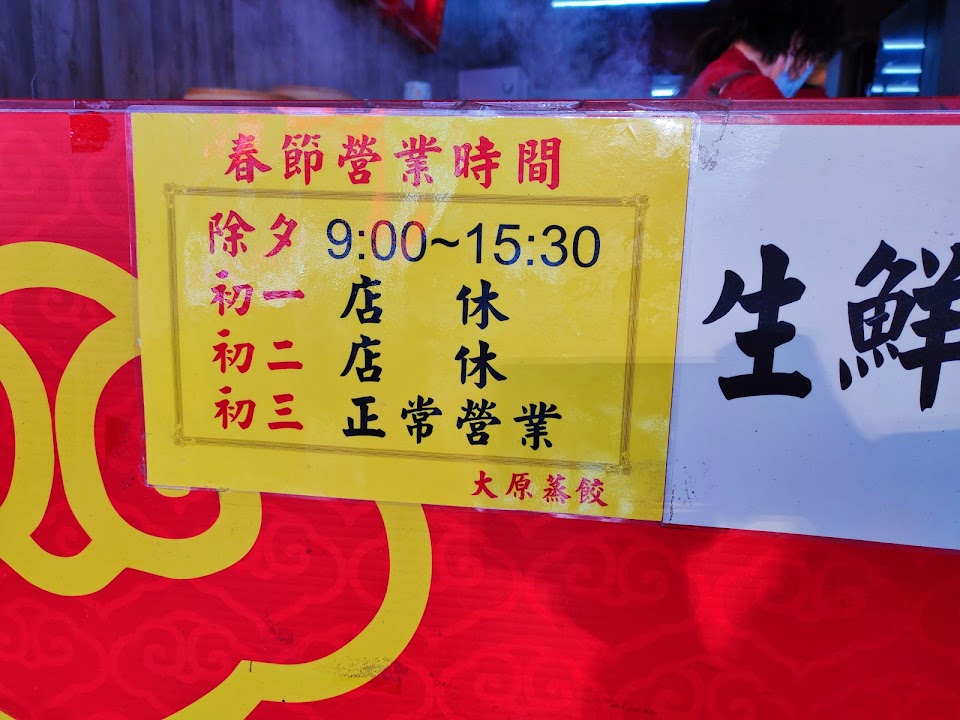 春節營業時間
除夕 9:00~15:30
初一 店 休
初二 店 休
初三 正常營業
大原蒸餃
生鮮